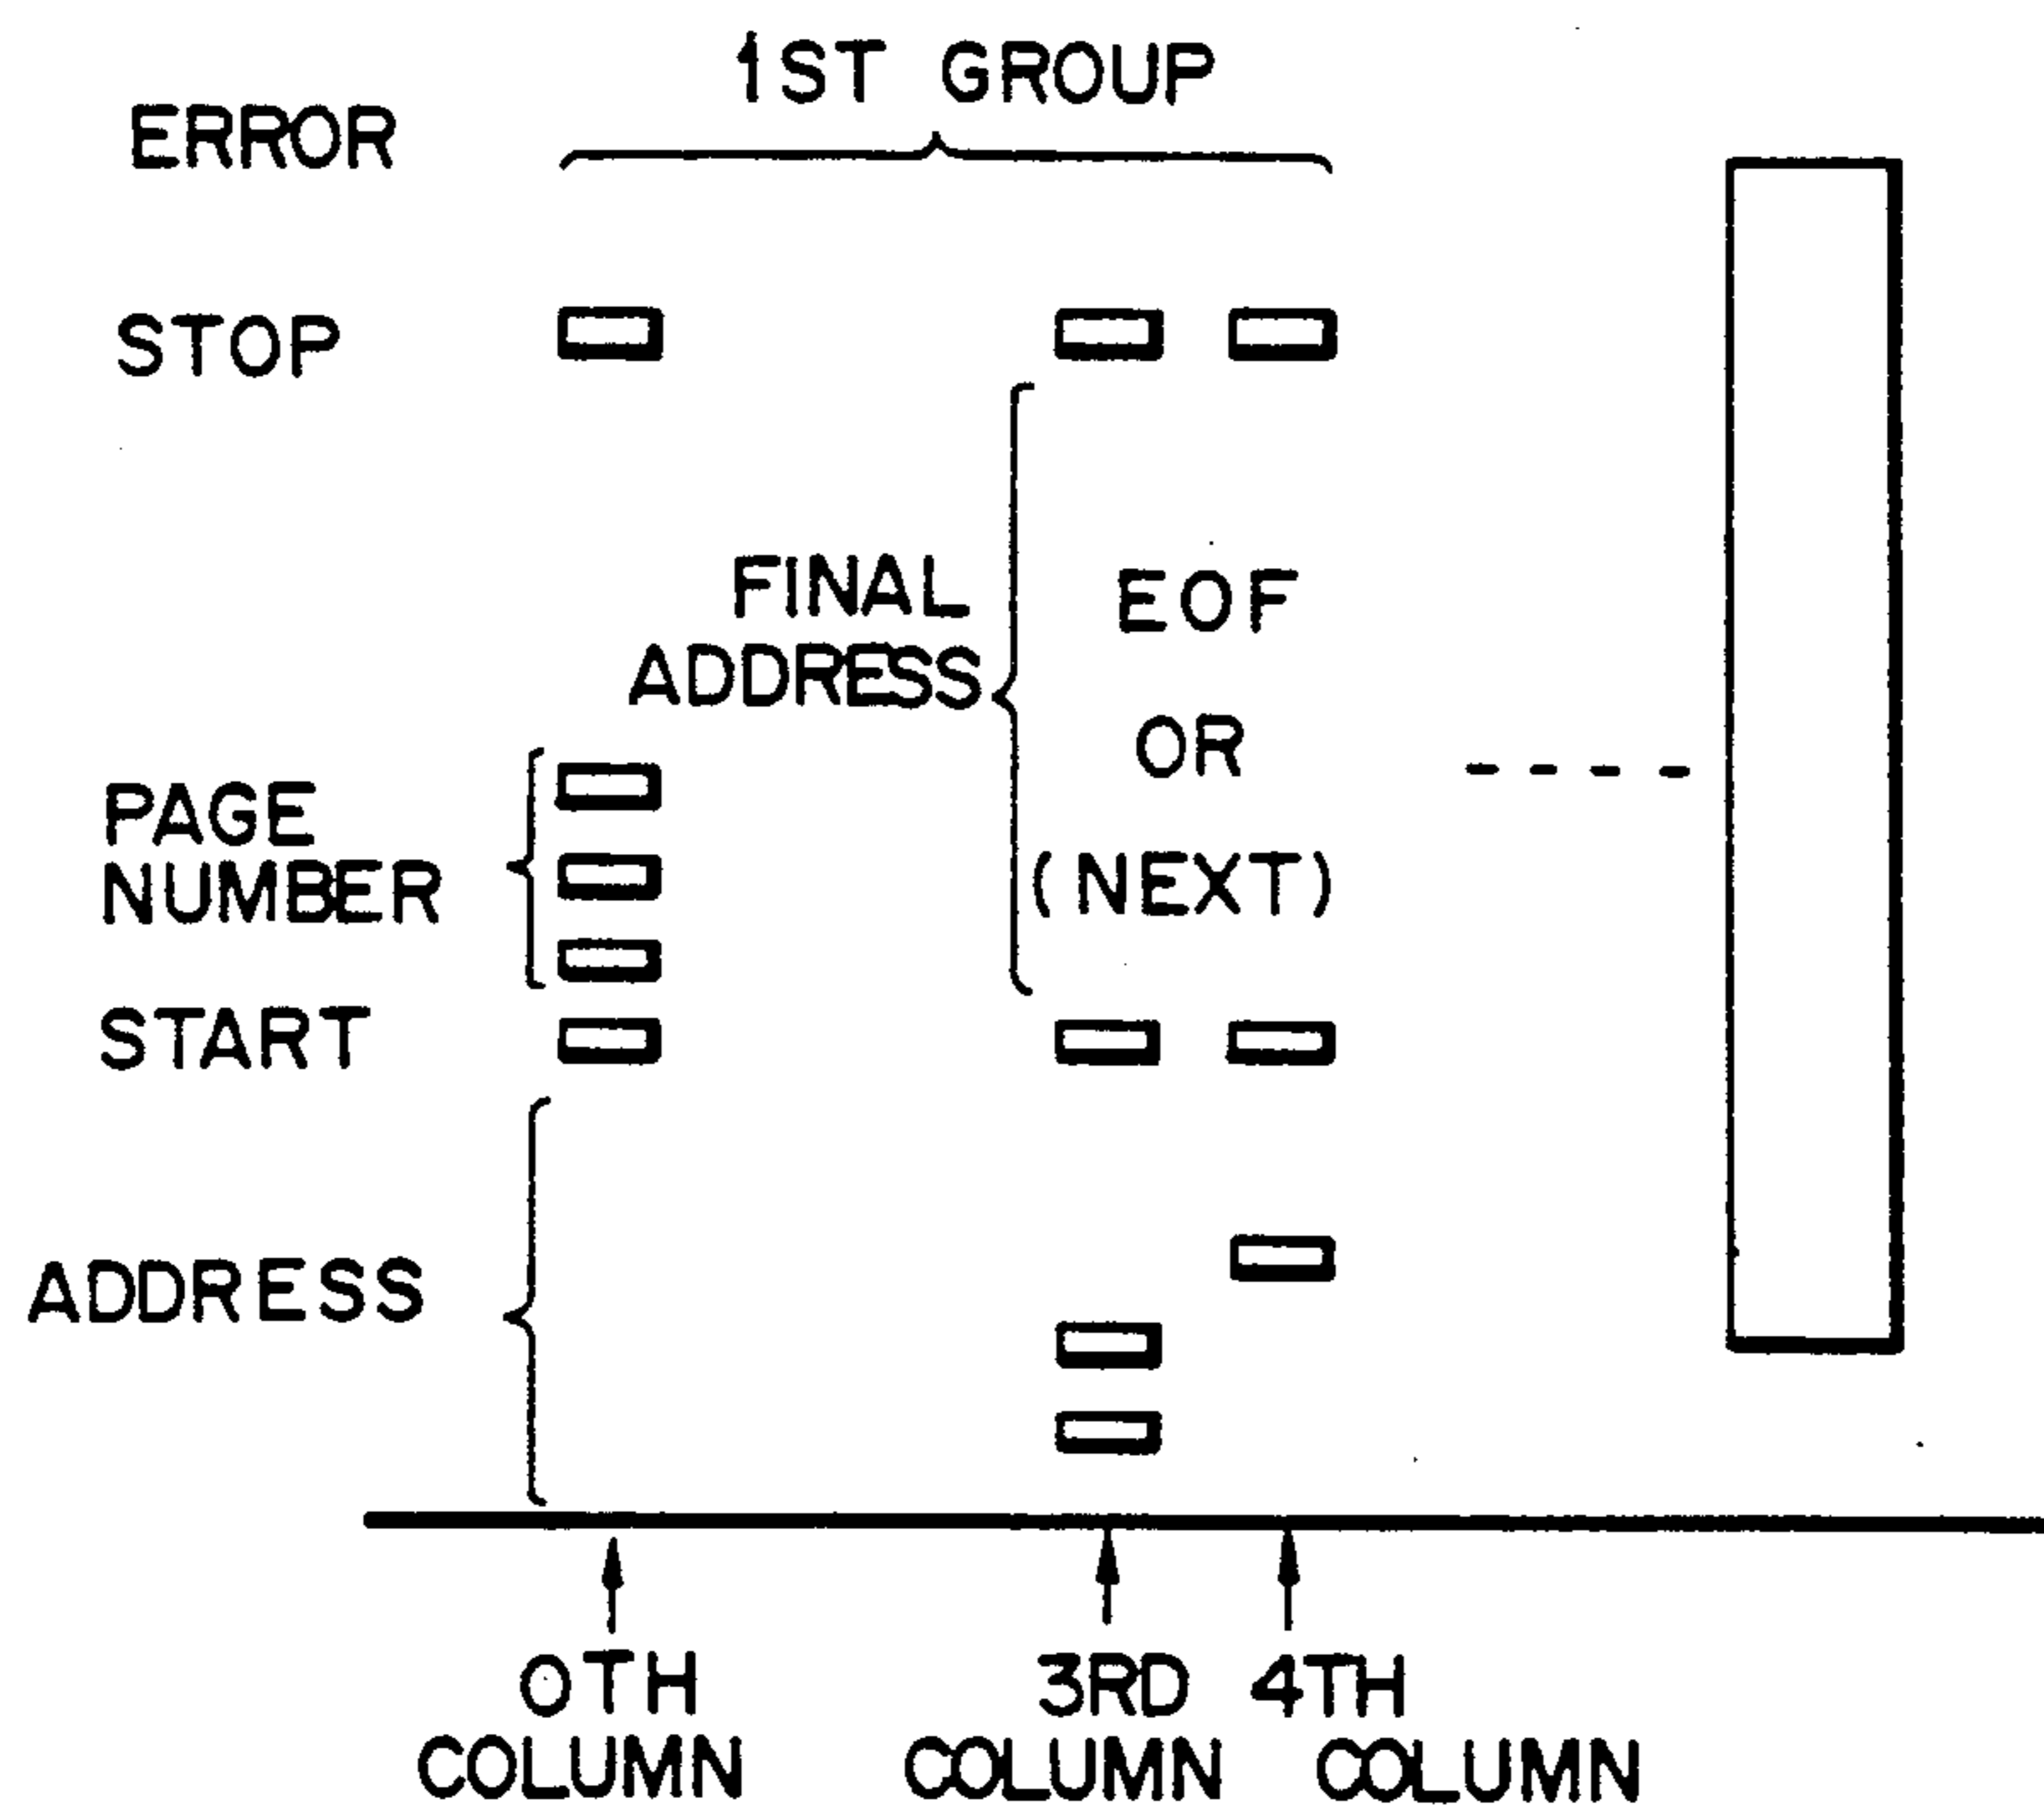 1ST GROUP
ERROR
STOP
FINAL
ADDRESS
EOF
OR
(NEXT)
PAGE
NUMBER
START
ADDRESS
0TH
COLUMN
3RD
COLUMN
4TH
COLUMN